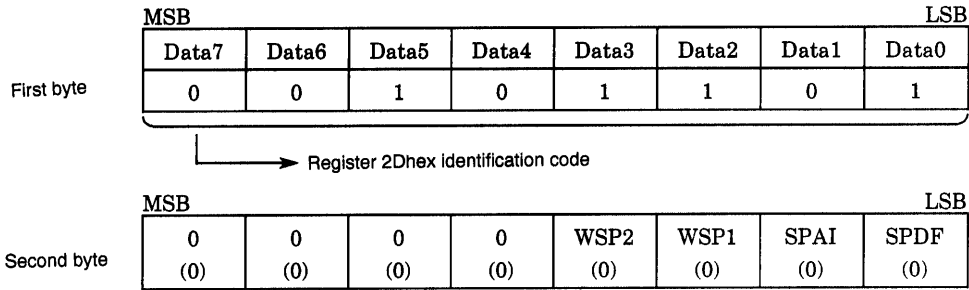 MSB LSB
Data7 Data6 Data5 Data4 Data3 Data2 Data1 Data0
First byte 0 0 1 0 1 1 0 1
Register 2Dhex identification code
MSB LSB
0 0 0 0 WSP2 WSP1 SPAI SPDF
Second byte
(0) (0) (0) (0) (0) (0) (0) (0)